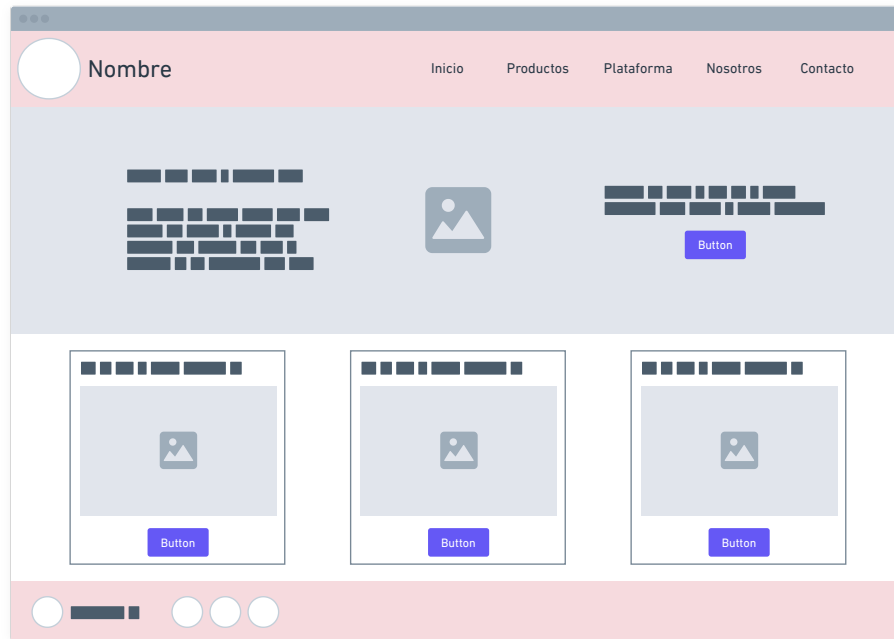 Nombre
Inicio Productos Plataforma Nosotros Contacto
Button
Button
Button
Button